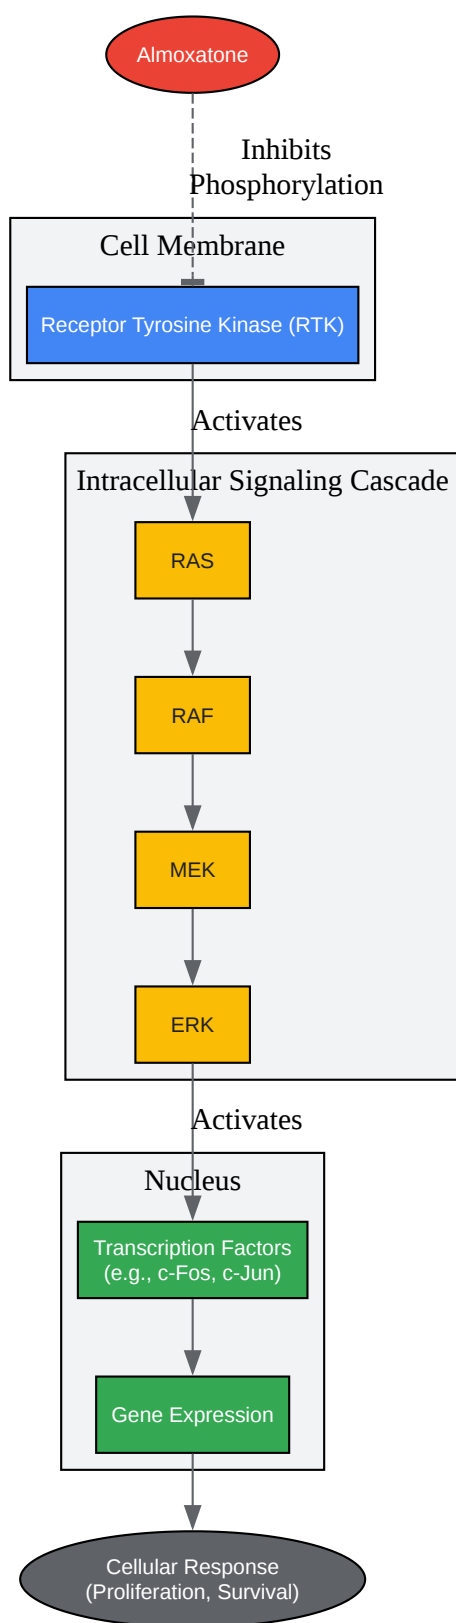 Almoxatone
Inhibits
Phosphorylation
Cell Membrane
Receptor Tyrosine Kinase (RTK)
Activates
Intracellular Signaling Cascade
RAS
RAF
MEK
ERK
Activates
Nucleus
Transcription Factors
(e.g., c-Fos, c-Jun)
Gene Expression
Cellular Response
(Proliferation, Survival)